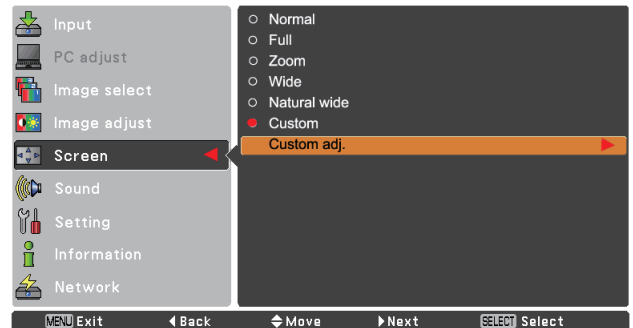 Input
PC adjust
Image select
Image adjust
Screen
Sound
Setting
Information
Network
Normal
Full
Zoom
Wide
Natural wide
Custom
Custom adj.
MENU Exit Back Move Next SELECT Select